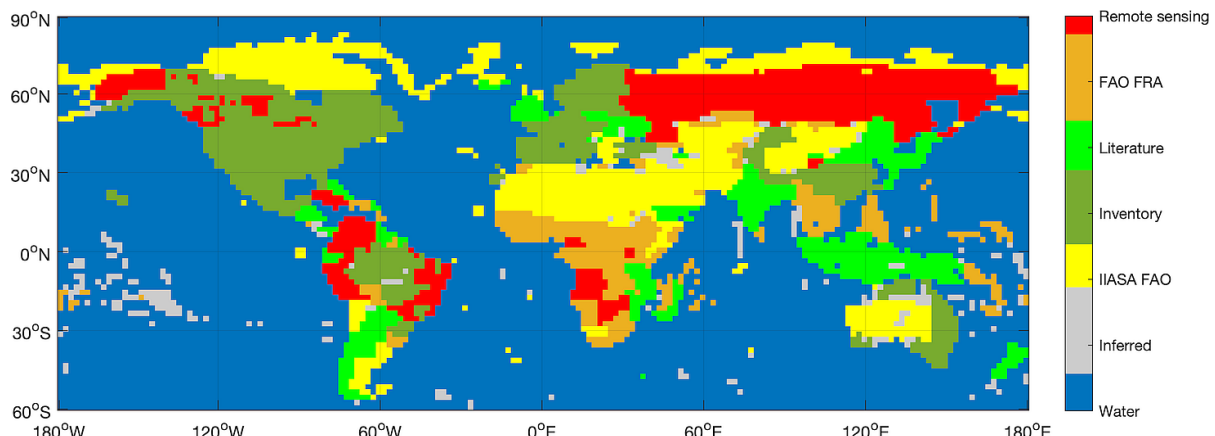 90°N
60°N
30°N
0°N
30°S
60°S
180°W
120°W
60°W
0°E
60°E
120°E
180°E
Remote sensing
FAO FRA
Literature
Inventory
IIASA FAO
Inferred
Water